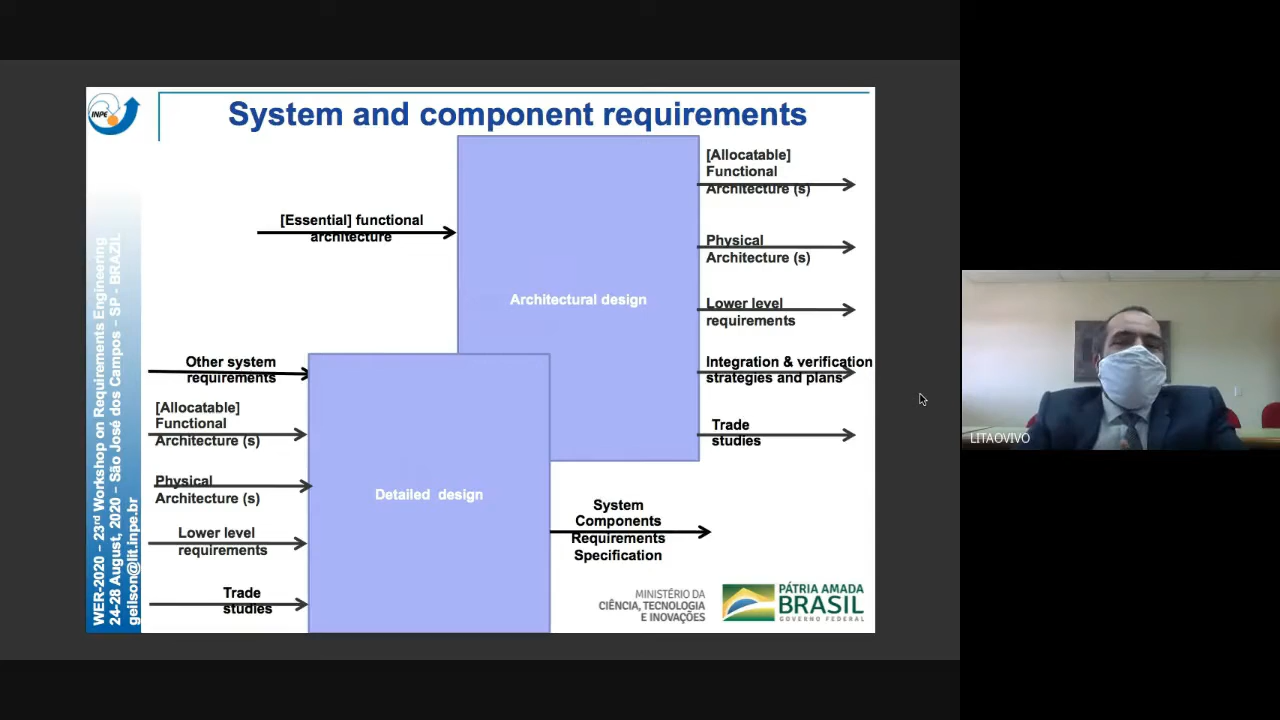 INPE
System and component requirements
[Essential] functional
architecture
Architectural design
[Allocatable]
Functional
Architecture (s)
Physical
Architecture (s)
Lower level
requirements
Integration & verification
strategies and plans
Trade
studies
Other system
requirements
[Allocatable]
Functional
Architecture (s)
Physical
Architecture (s)
Lower level
requirements
Trade
studies
Detailed design
System
Components
Requirements
Specification
WER-2020 – 23rd Workshop on Requirements Engineering
24-28 August, 2020 – São José dos Campos – SP - BRAZIL
geilson@lit.inpe.br
MINISTÉRIO DA
CIÊNCIA, TECNOLOGIA
E INOVAÇÕES
PÁTRIA AMADA
BRASIL
GOVERNO FEDERAL
LITAOVIVO